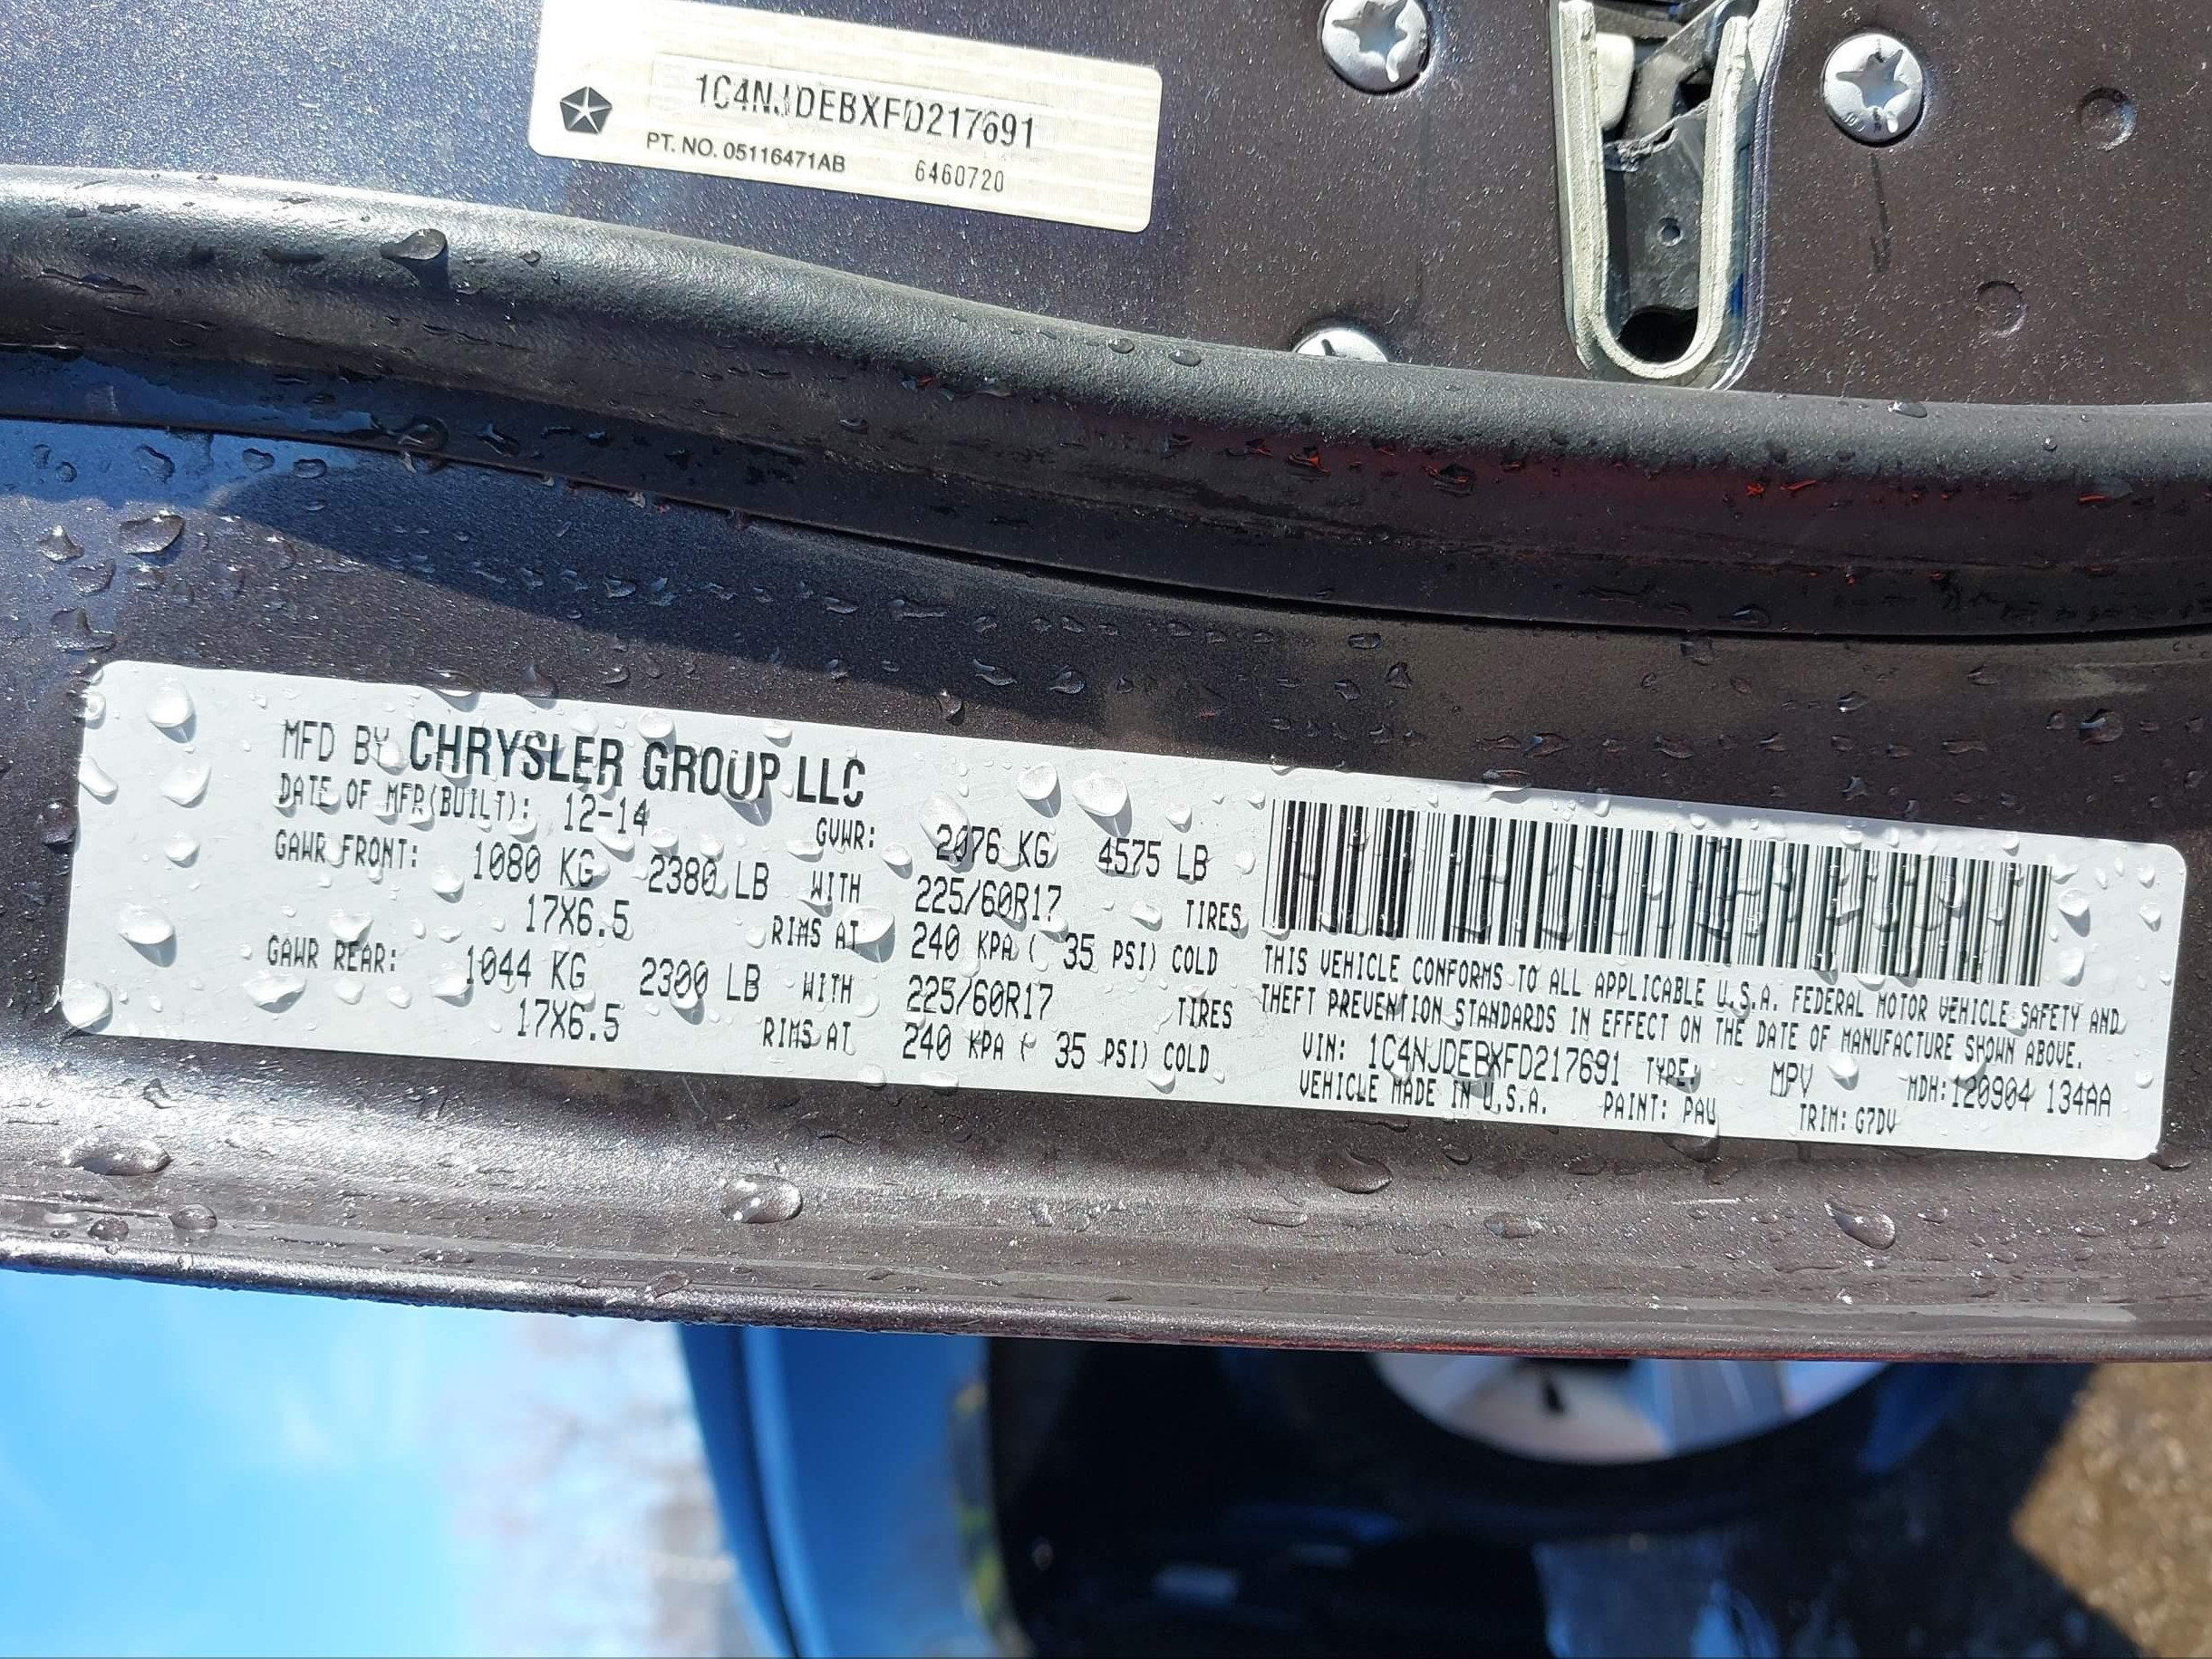 1C4NJDEBXFD217691
PT. NO. 05116471AB 6460720
MFD BY CHRYSLER GROUP LLC
DATE OF MFR(BUILT): 12-14 GVWR: 2076 KG 4575 LB
GAWR FRONT: 1080 KG 2380 LB WITH 225/60R17 TIRES
17X6.5 RIMS AT 240 KPA ( 35 PSI) COLD
GAWR REAR: 1044 KG 2300 LB WITH 225/60R17 TIRES
17X6.5 RIMS AT 240 KPA ( 35 PSI) COLD
THIS VEHICLE CONFORMS TO ALL APPLICABLE U.S.A. FEDERAL MOTOR VEHICLE SAFETY AND
THEFT PREVENTION STANDARDS IN EFFECT ON THE DATE OF MANUFACTURE SHOWN ABOVE.
VIN: 1C4NJDEBXFD217691 TYPE: MPV MDH:120904 134AA
VEHICLE MADE IN U.S.A. PAINT: PAU TRIM: G7DV